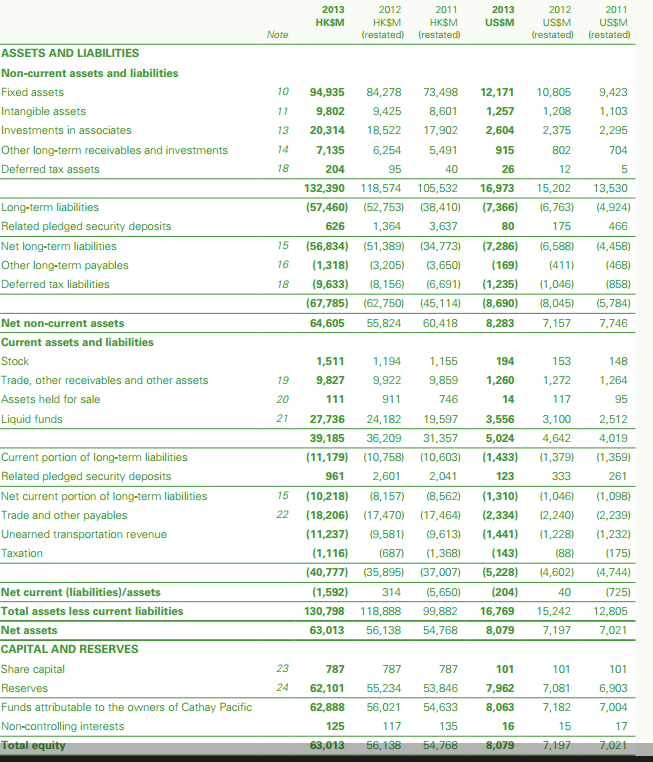 2013 2012 2011 2013 2012 2011
HK$M HK$M HK$M US$M US$M US$M
Note (restated) (restated) (restated) (restated)
ASSETS AND LIABILITIES
Non-current assets and liabilities
Fixed assets 10 94,935 84,278 73,498 12,171 10,805 9,423
Intangible assets 11 9,802 9,425 8,601 1,257 1,208 1,103
Investments in associates 13 20,314 18,522 17,902 2,604 2,375 2,295
Other long-term receivables and investments 14 7,135 6,254 5,491 915 802 704
Deferred tax assets 18 204 95 40 26 12 5
132,390 118,574 105,532 16,973 15,202 13,530
Long-term liabilities (57,460) (52,753) (38,410) (7,366) (6,763) (4,924)
Related pledged security deposits 626 1,364 3,637 80 175 466
Net long-term liabilities 15 (56,834) (51,389) (34,773) (7,286) (6,588) (4,458)
Other long-term payables 16 (1,318) (3,205) (3,650) (169) (411) (468)
Deferred tax liabilities 18 (9,633) (8,156) (6,691) (1,235) (1,046) (858)
(67,785) (62,750) (45,114) (8,690) (8,045) (5,784)
Net non-current assets 64,605 55,824 60,418 8,283 7,157 7,746
Current assets and liabilities
Stock 1,511 1,194 1,155 194 153 148
Trade, other receivables and other assets 19 9,827 9,922 9,859 1,260 1,272 1,264
Assets held for sale 20 111 911 746 14 117 95
Liquid funds 21 27,736 24,182 19,597 3,556 3,100 2,512
39,185 36,209 31,357 5,024 4,642 4,019
Current portion of long-term liabilities (11,179) (10,758) (10,603) (1,433) (1,379) (1,359)
Related pledged security deposits 961 2,601 2,041 123 333 261
Net current portion of long-term liabilities 15 (10,218) (8,157) (8,562) (1,310) (1,046) (1,098)
Trade and other payables 22 (18,206) (17,470) (17,464) (2,334) (2,240) (2,239)
Unearned transportation revenue (11,237) (9,581) (9,613) (1,441) (1,228) (1,232)
Taxation (1,116) (687) (1,368) (143) (88) (175)
(40,777) (35,895) (37,007) (5,228) (4,602) (4,744)
Net current (liabilities)/assets (1,592) 314 (5,650) (204) 40 (725)
Total assets less current liabilities 130,798 118,888 99,882 16,769 15,242 12,805
Net assets 63,013 56,138 54,768 8,079 7,197 7,021
CAPITAL AND RESERVES
Share capital 23 787 787 787 101 101 101
Reserves 24 62,101 55,234 53,846 7,962 7,081 6,903
Funds attributable to the owners of Cathay Pacific 62,888 56,021 54,633 8,063 7,182 7,004
Non-controlling interests 125 117 135 16 15 17
Total equity 63,013 56,138 54,768 8,079 7,197 7,021